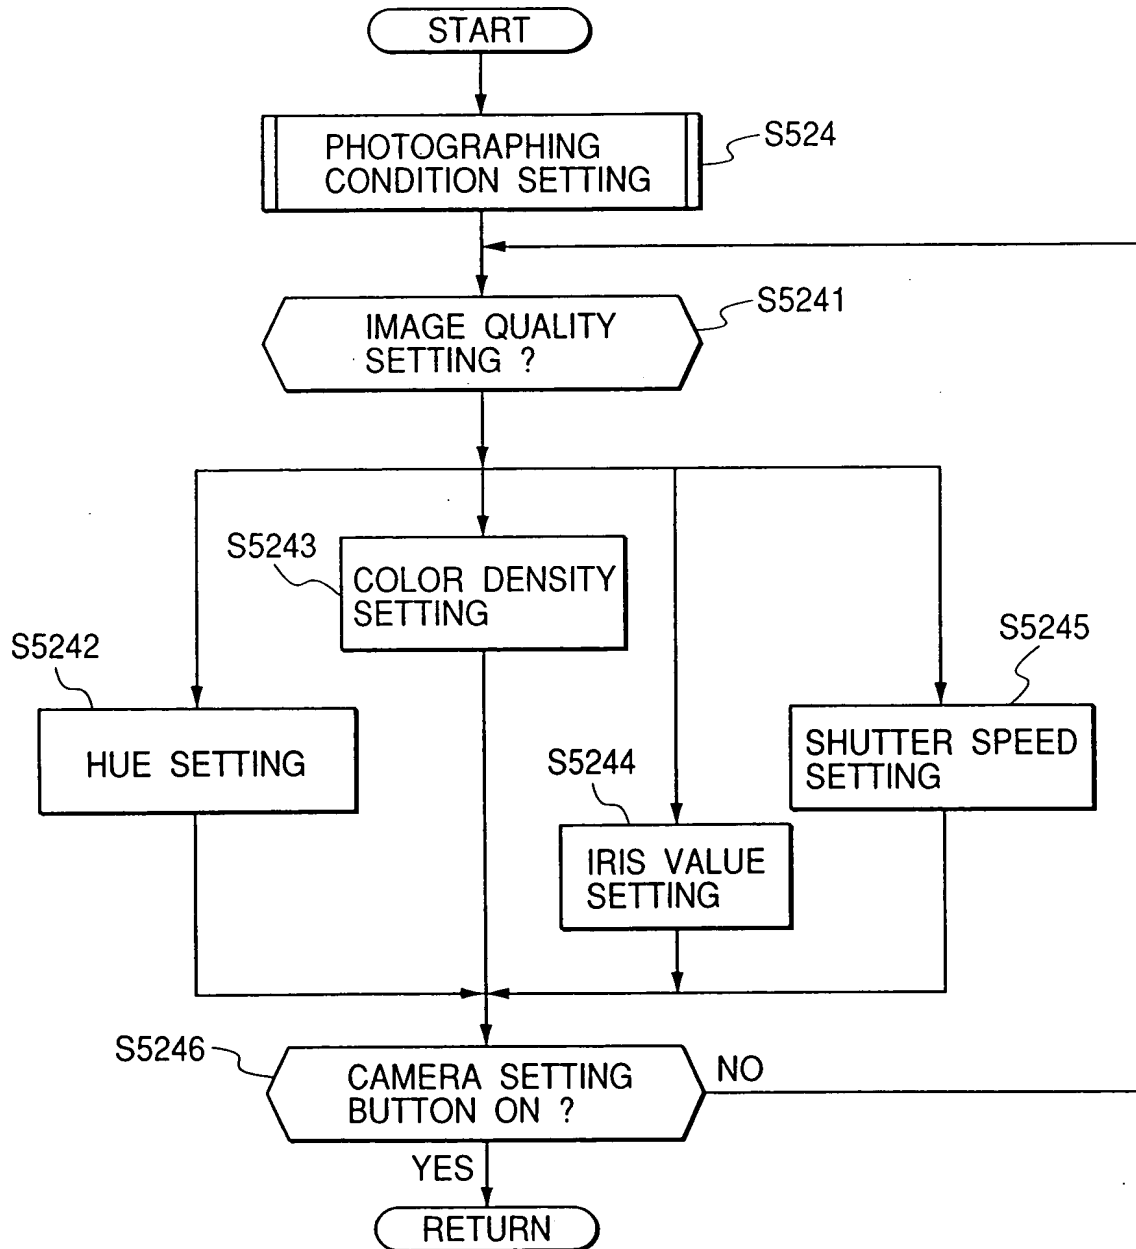 START
PHOTOGRAPHING
CONDITION SETTING
S524
IMAGE QUALITY
SETTING ?
S5241
S5243
COLOR DENSITY
SETTING
S5242
HUE SETTING
S5245
SHUTTER SPEED
SETTING
S5244
IRIS VALUE
SETTING
S5246
CAMERA SETTING
BUTTON ON ?
NO
YES
RETURN